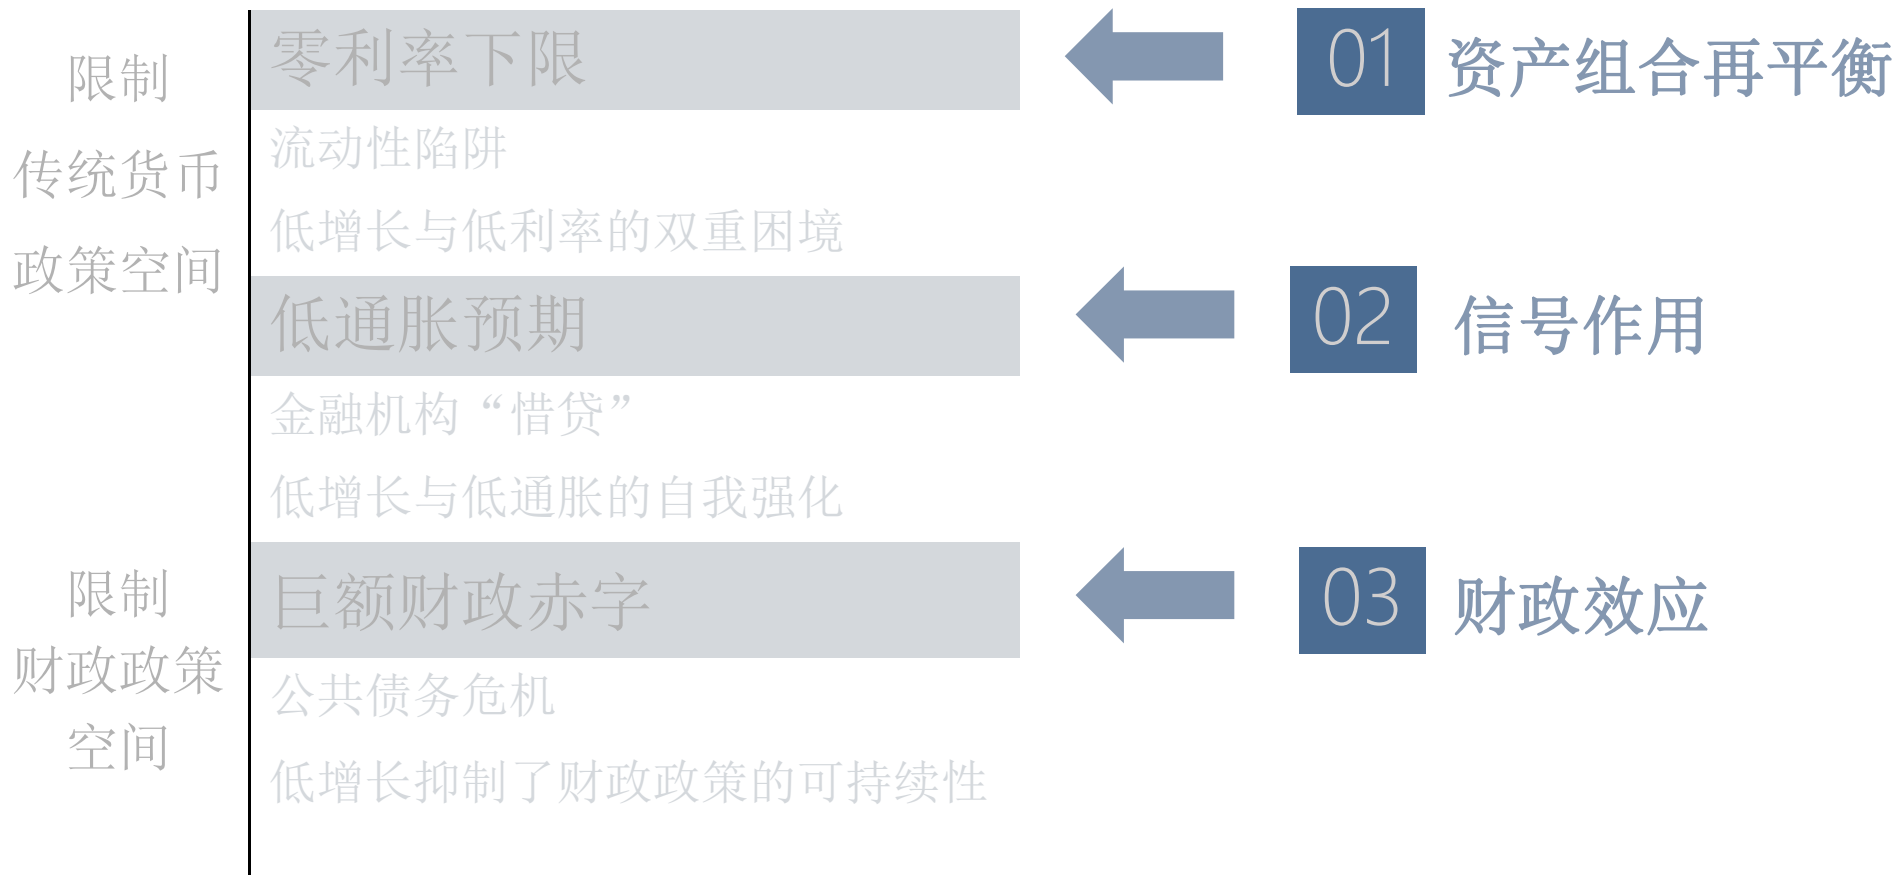 限制
传统货币
政策空间
零利率下限
流动性陷阱
低增长与低利率的双重困境
低通胀预期
金融机构“惜贷”
低增长与低通胀的自我强化
限制
财政政策
空间
巨额财政赤字
公共债务危机
低增长抑制了财政政策的可持续性
01 资产组合再平衡
02 信号作用
03 财政效应